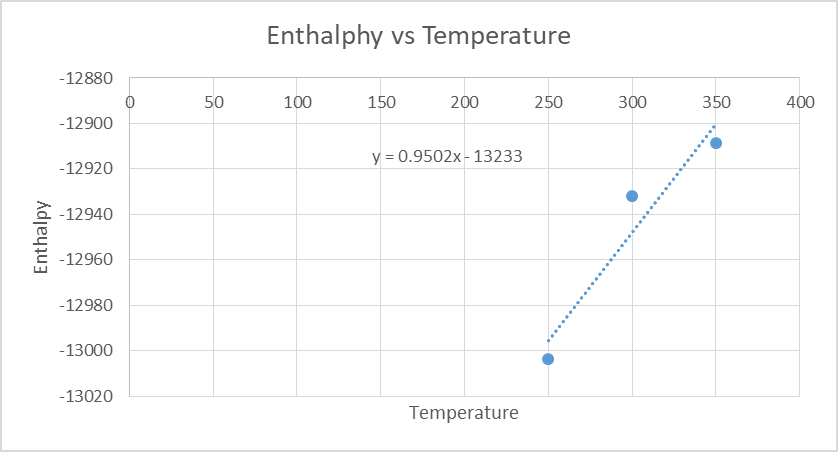 Enthalphy vs Temperature
-12880
0 50 100 150 200 250 300 350 400
-12900
y = 0.9502x - 13233
-12920
-12940
Enthalpy
-12960
-12980
-13000
-13020
Temperature